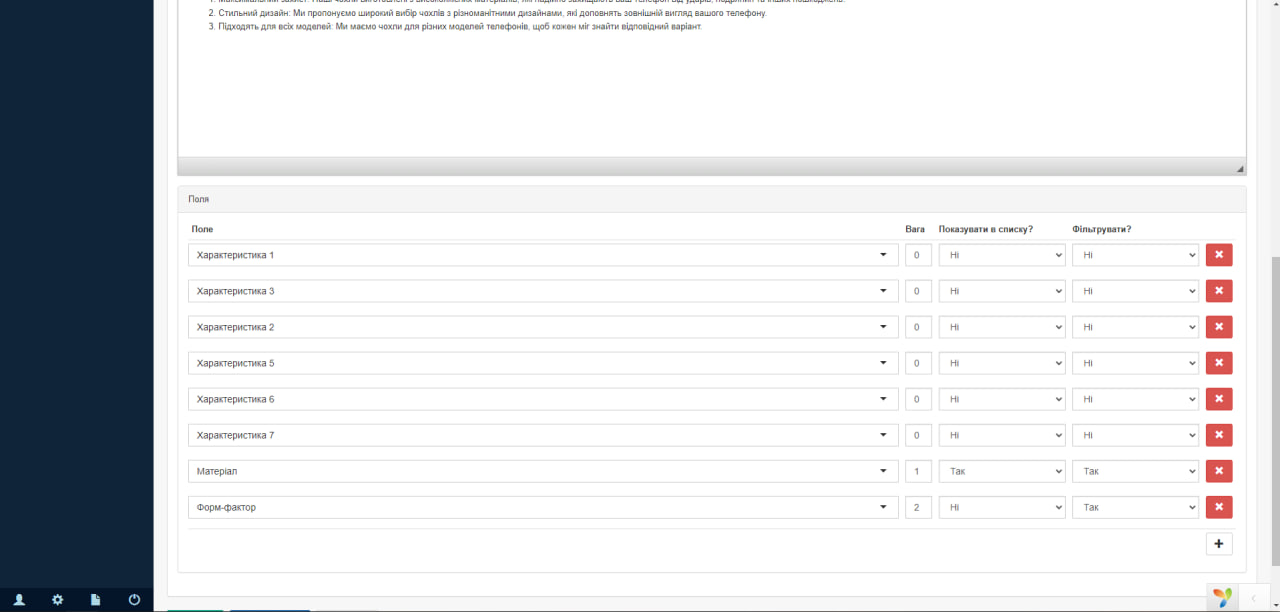 1. Максимальний захист: Наші чохли виготовлені з високоякісних матеріалів, які надійно захищають ваш телефон від ударів, подряпин та інших пошкоджень.
2. Стильний дизайн: Ми пропонуємо широкий вибір чохлів з різноманітними дизайнами, які доповнять зовнішній вигляд вашого телефону.
3. Підходять для всіх моделей: Ми маємо чохли для різних моделей телефонів, щоб кожен міг знайти відповідний варіант.
Поля
Поле Вага Показувати в списку? Фільтрувати?
Характеристика 1 0 Ні Ні
Характеристика 3 0 Ні Ні
Характеристика 2 0 Ні Ні
Характеристика 5 0 Ні Ні
Характеристика 6 0 Ні Ні
Характеристика 7 0 Ні Ні
Матеріал 1 Так Так
Форм-фактор 2 Ні Так